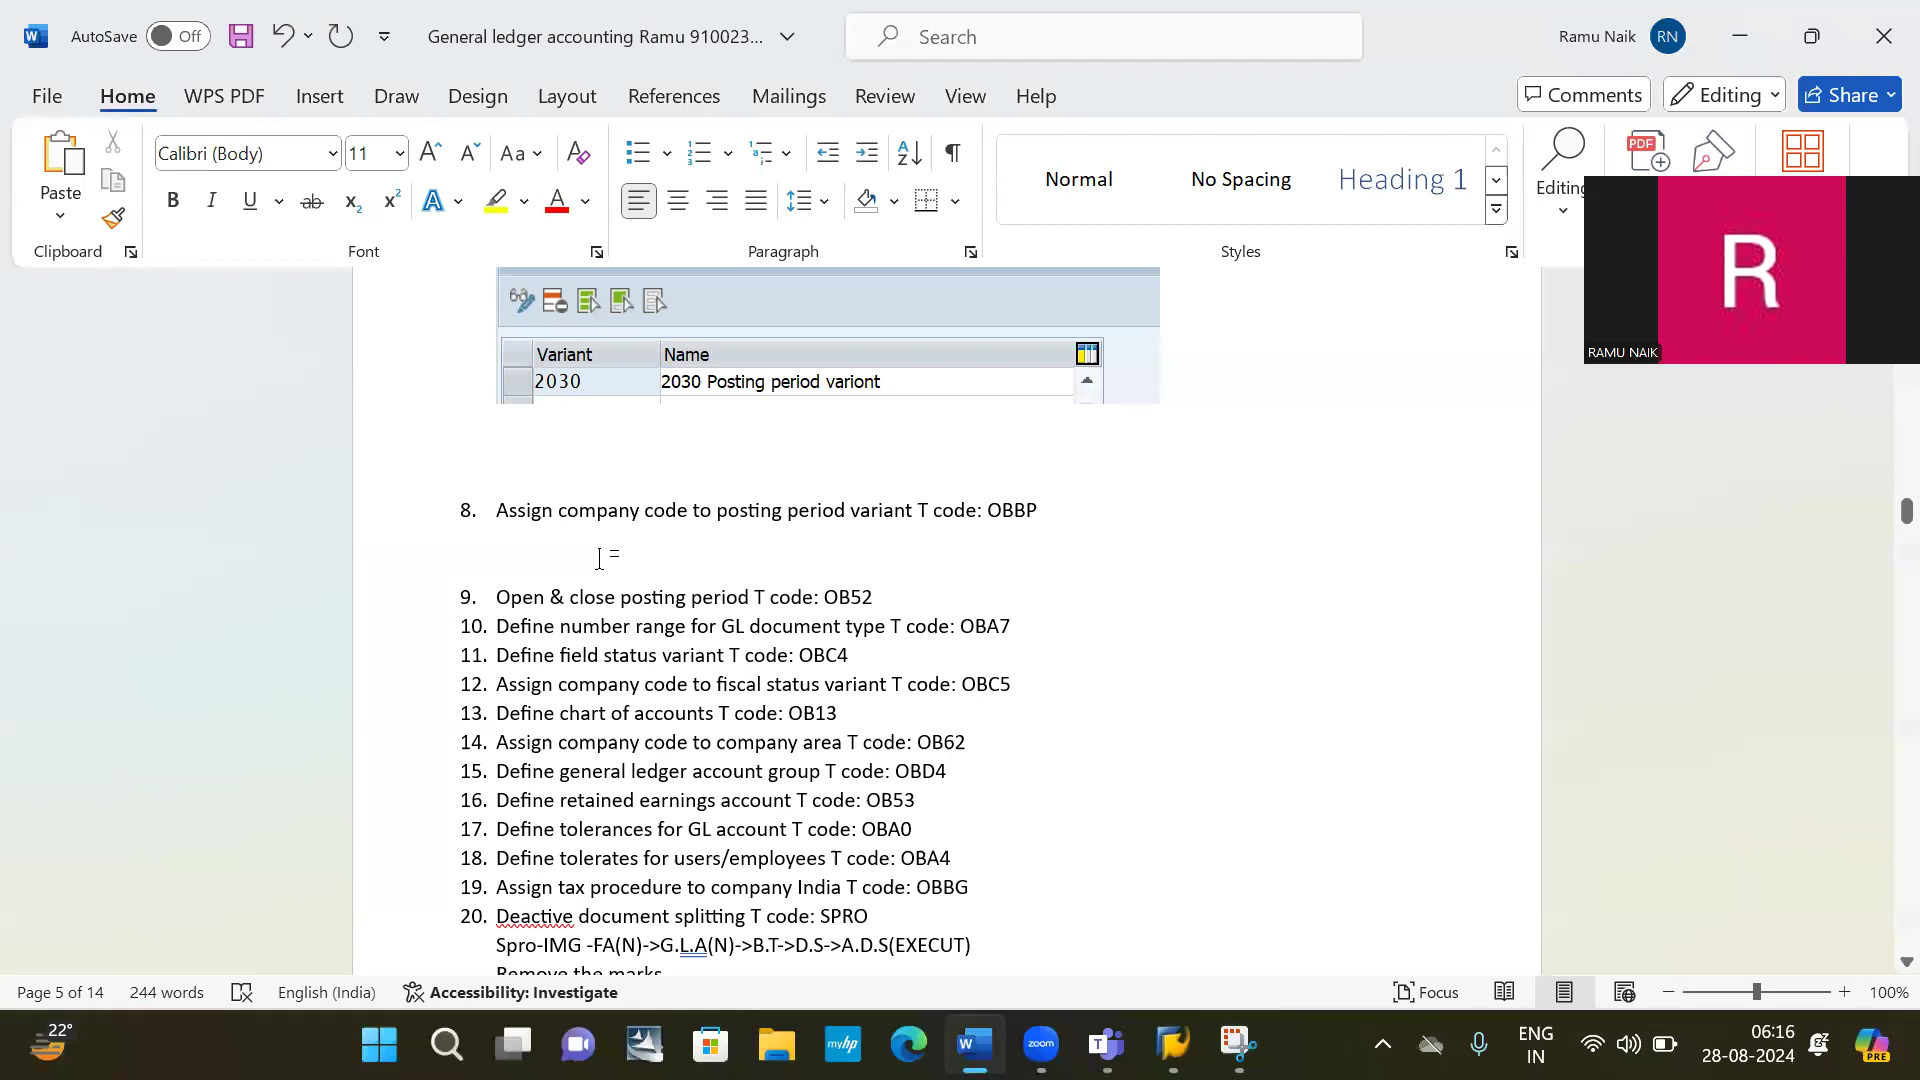 AutoSave Off General ledger accounting Ramu 910023... Search Ramu Naik RN
File Home WPS PDF Insert Draw Design Layout References Mailings Review View Help Comments Editing Share
Paste Calibri (Body) 11 Normal No Spacing Heading 1 Editing
Clipboard Font Paragraph Styles
R
RAMU NAIK
Variant Name
2030 2030 Posting period variont
8. Assign company code to posting period variant T code: OBBP
9. Open & close posting period T code: OB52
10. Define number range for GL document type T code: OBA7
11. Define field status variant T code: OBC4
12. Assign company code to fiscal status variant T code: OBC5
13. Define chart of accounts T code: OB13
14. Assign company code to company area T code: OB62
15. Define general ledger account group T code: OBD4
16. Define retained earnings account T code: OB53
17. Define tolerances for GL account T code: OBA0
18. Define tolerates for users/employees T code: OBA4
19. Assign tax procedure to company India T code: OBBG
20. Deactive document splitting T code: SPRO
Spro-IMG -FA(N)->G.L.A(N)->B.T->D.S->A.D.S(EXECUT)
Remove the marks
Page 5 of 14 244 words English (India) Accessibility: Investigate Focus 100%
22° ENG 06:16
IN 28-08-2024